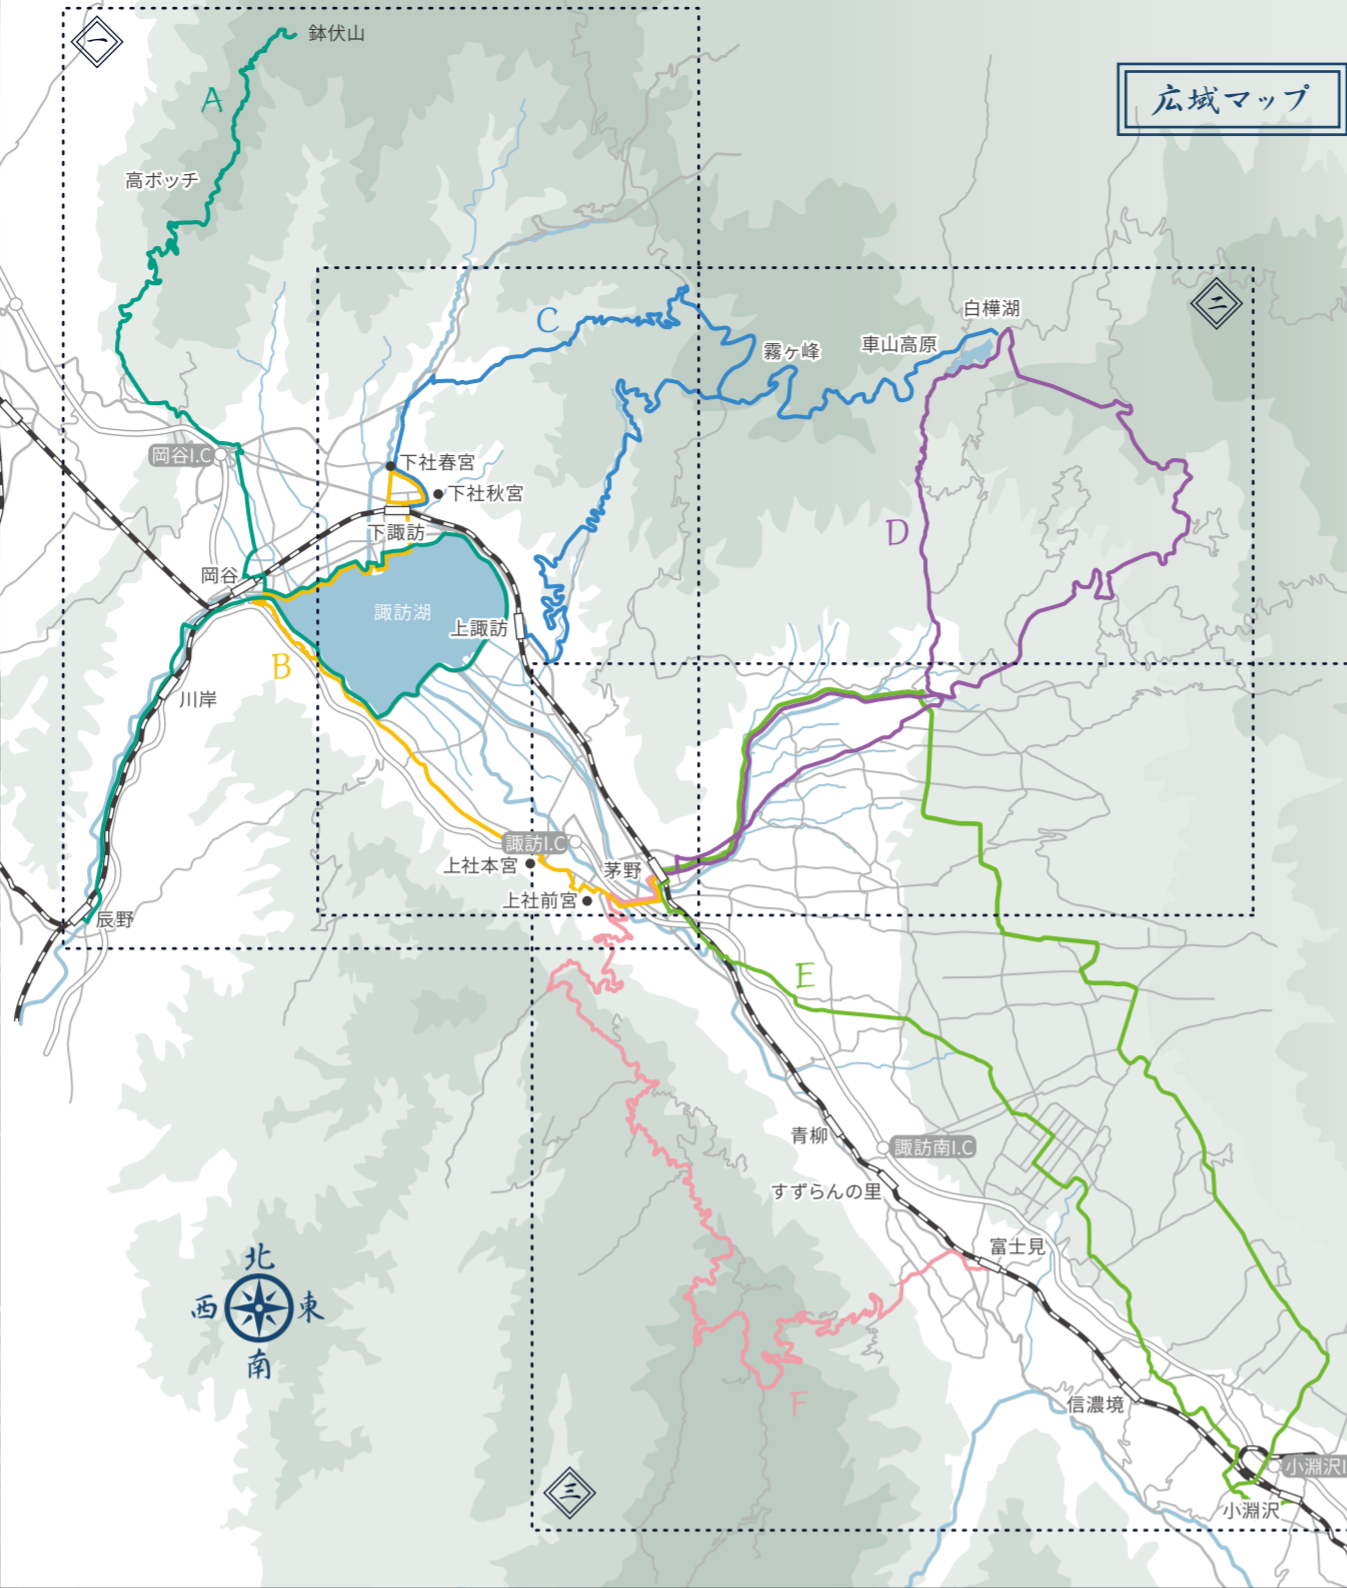 一
鉢伏山
広域マップ
A
高ボッチ
二
白樺湖
C
車山高原
霧ヶ峰
岡谷I.C
下社春宮
下社秋宮
D
下諏訪
岡谷
諏訪湖
上諏訪
B
川岸
諏訪I.C
上社本宮
茅野
上社前宮
辰野
E
青柳
諏訪南I.C
すずらんの里
富士見
北
西
東
南
F
信濃境
小淵沢I
三
小淵沢